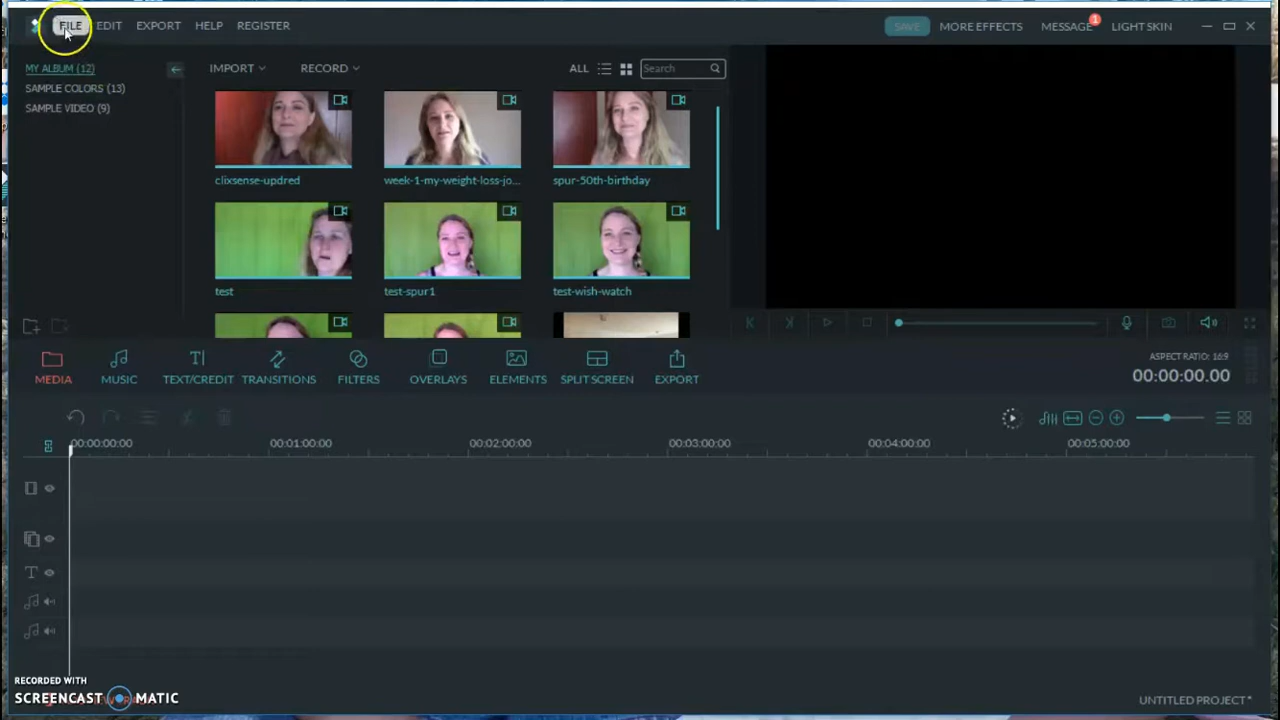 FILE EDIT EXPORT HELP REGISTER SAVE MORE EFFECTS MESSAGE 1 LIGHT SKIN
MY ALBUM (12) IMPORT RECORD ALL Search
SAMPLE COLORS (13)
SAMPLE VIDEO (9)
clixsense-updred week-1-my-weight-loss-jo... spur-50th-birthday
test test-spur1 test-wish-watch
MEDIA MUSIC TEXT/CREDIT TRANSITIONS FILTERS OVERLAYS ELEMENTS SPLIT SCREEN EXPORT
ASPECT RATIO: 16:9
00:00:00.00
00:00:00:00 00:01:00:00 00:02:00:00 00:03:00:00 00:04:00:00 00:05:00:00
T
RECORDED WITH
SCREENCAST MATIC
UNTITLED PROJECT*